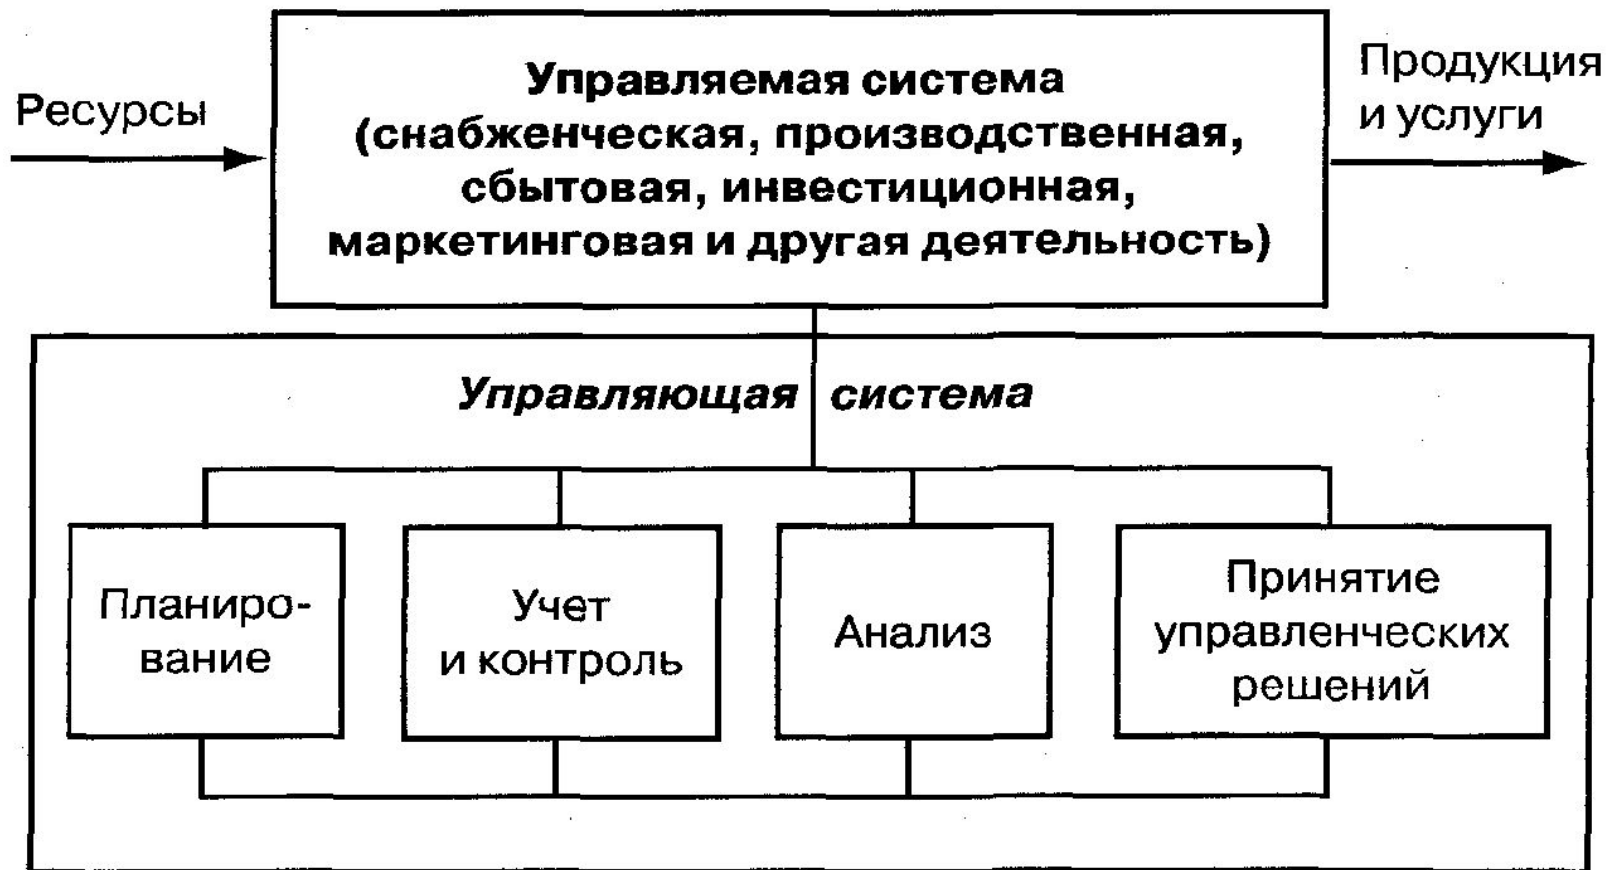 Ресурсы
Управляемая система
(снабженческая, производственная,
сбытовая, инвестиционная,
маркетинговая и другая деятельность)
Продукция
и услуги
Управляющая система
Планиро-
вание
Учет
и контроль
Анализ
Принятие
управленческих
решений